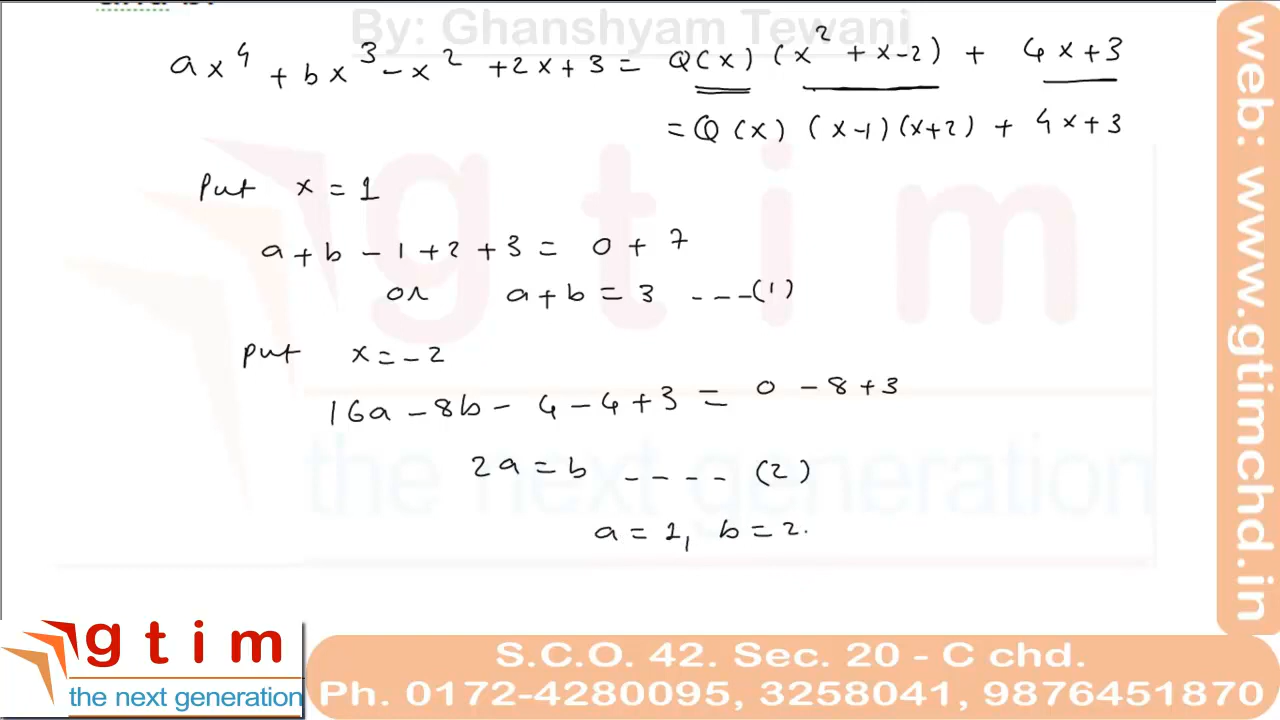 By: Ghanshyam Tewani
ax⁴ + bx³ - x² + 2x + 3 = Q(x) (x² + x - 2) + 4x + 3
= Q(x) (x-1)(x+2) + 4x + 3
Put x = 1
a + b - 1 + 2 + 3 = 0 + 7
or a + b = 3 ---(1)
put x = -2
16a - 8b - 4 - 4 + 3 = 0 - 8 + 3
2a = b ---- (2)
a = 1, b = 2.
gtim
the next generation
gtim
the next generation
S.C.O. 42. Sec. 20 - C chd.
Ph. 0172-4280095, 3258041, 9876451870
web: www.gtimchd.in